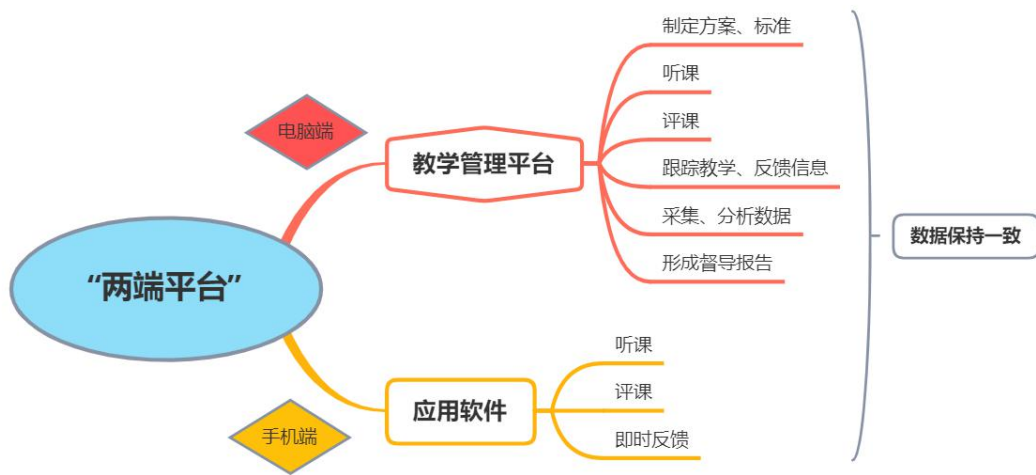 “两端平台”
电脑端
教学管理平台
制定方案、标准
听课
评课
跟踪教学、反馈信息
采集、分析数据
形成督导报告
手机端
应用软件
听课
评课
即时反馈
数据保持一致